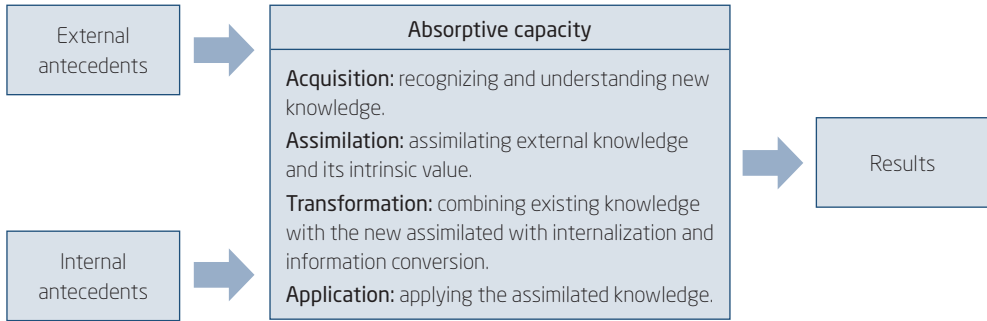 External
antecedents
Internal
antecedents
Absorptive capacity
Acquisition: recognizing and understanding new
knowledge.
Assimilation: assimilating external knowledge
and its intrinsic value.
Transformation: combining existing knowledge
with the new assimilated with internalization and
information conversion.
Application: applying the assimilated knowledge.
Results